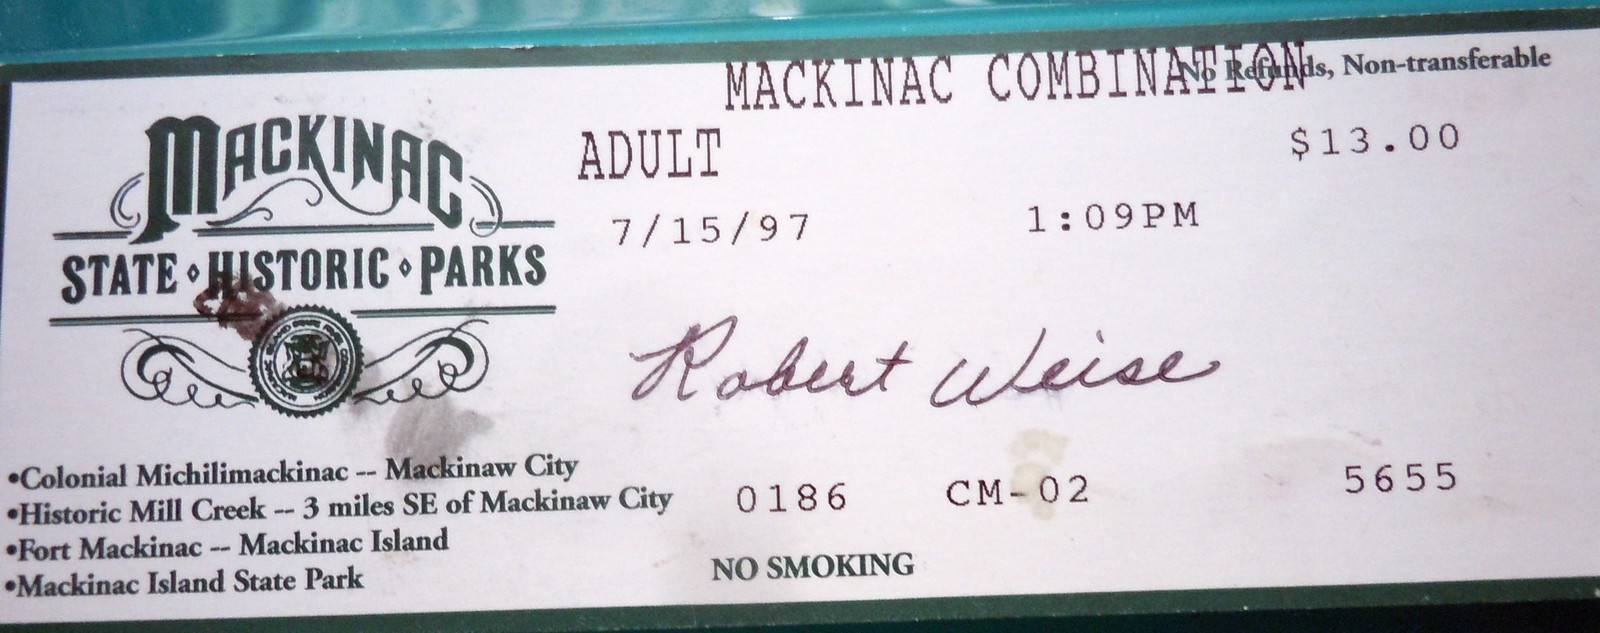 MACKINAC COMBINATION
No Refunds, Non-transferable
MACKINAC
STATE HISTORIC PARKS
ADULT
$13.00
7/15/97 1:09PM
Robert Weise
•Colonial Michilimackinac -- Mackinaw City
•Historic Mill Creek -- 3 miles SE of Mackinaw City
•Fort Mackinac -- Mackinac Island
•Mackinac Island State Park
0186 CM-02 5655
NO SMOKING